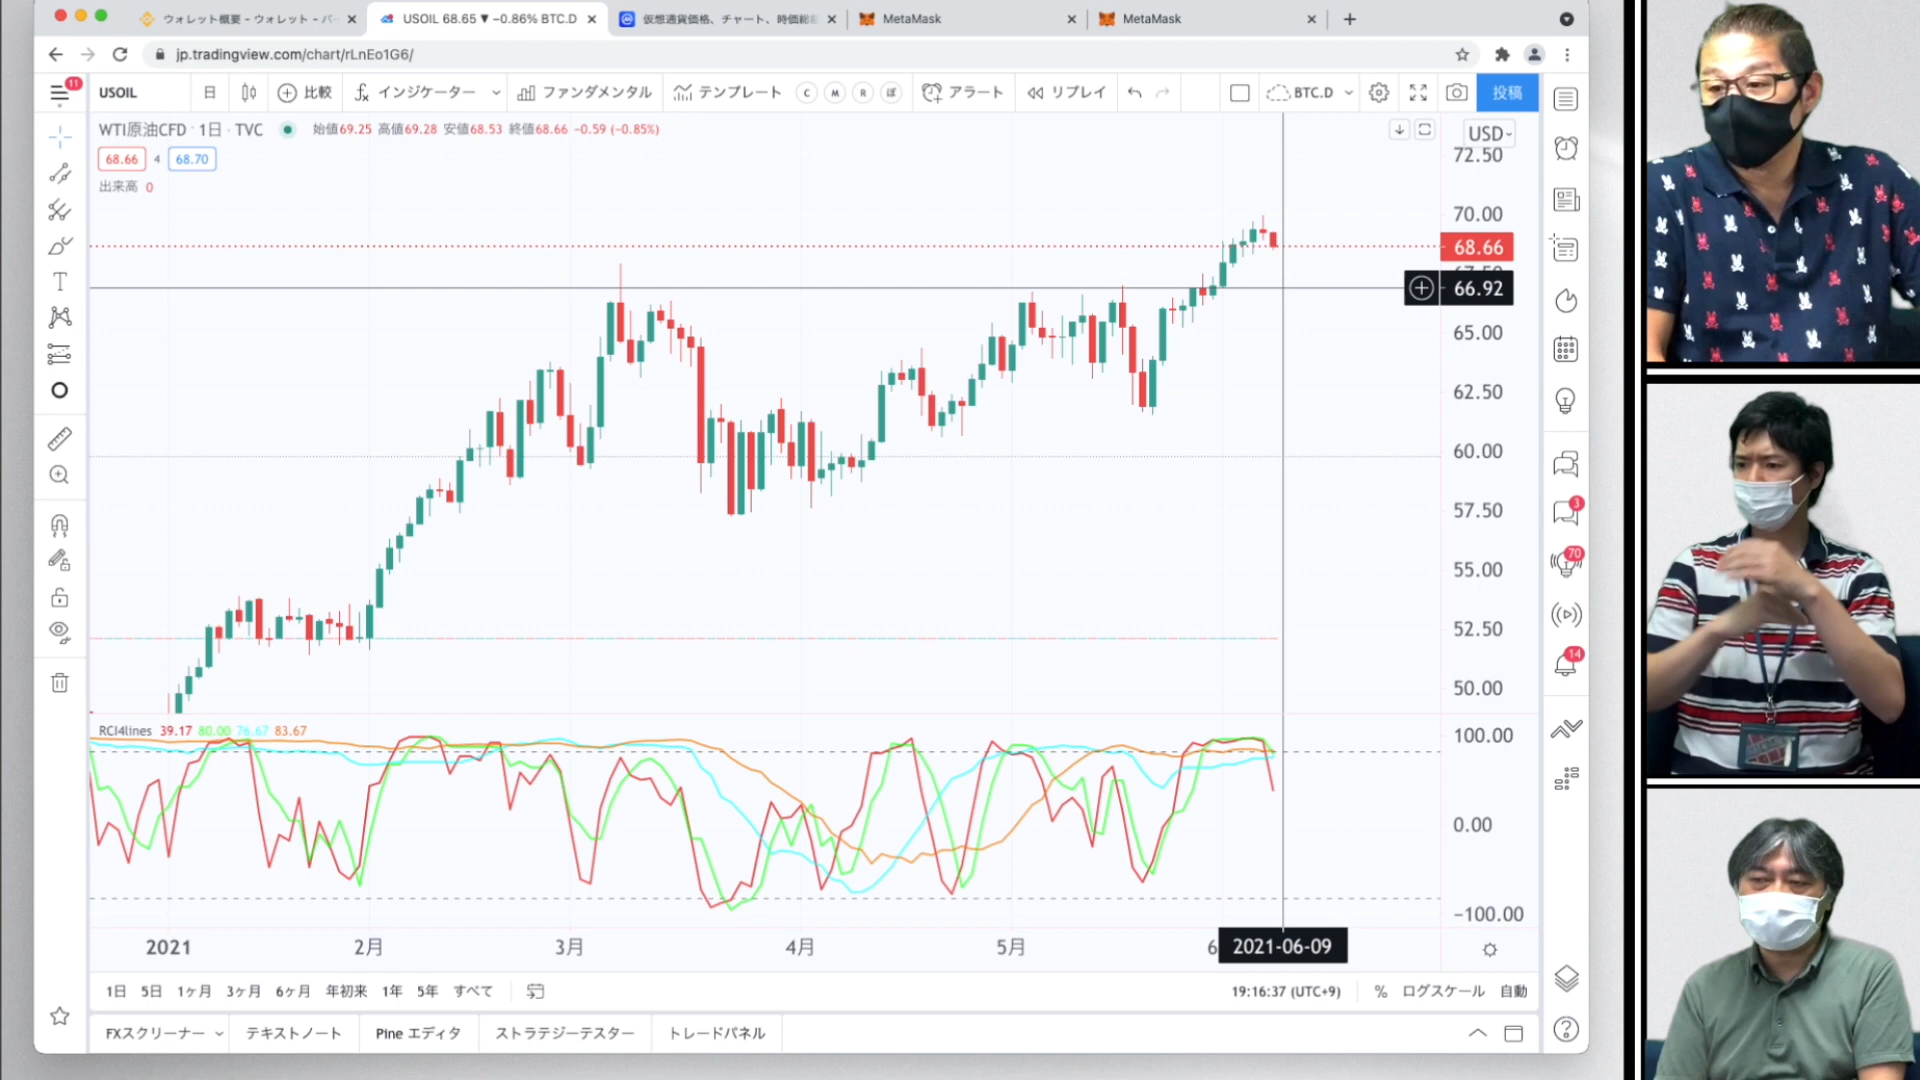 ウォレット概要 - ウォレット - バ
USOIL 68.65 ▼ −0.86% BTC.D
仮想通貨価格、チャート、時価総
MetaMask
MetaMask
jp.tradingview.com/chart/rLnEo1G6/
11
USOIL
日
比較
インジケーター
ファンダメンタル
テンプレート
C
M
R
ぽ
アラート
リプレイ
BTC.D
投稿
WTI原油CFD · 1日 · TVC
始値69.25 高値69.28 安値68.53 終値68.66 −0.59 (−0.85%)
68.66
4
68.70
出来高 0
USD
72.50
70.00
68.66
67.50
66.92
65.00
62.50
60.00
57.50
55.00
52.50
50.00
RCI4lines 39.17 80.00 76.67 83.67
100.00
0.00
−100.00
2021
2月
3月
4月
5月
6
2021-06-09
1日
5日
1ヶ月
3ヶ月
6ヶ月
年初来
1年
5年
すべて
19:16:37 (UTC+9)
%
ログスケール
自動
FXスクリーナー
テキストノート
Pine エディタ
ストラテジーテスター
トレードパネル
3
70
14